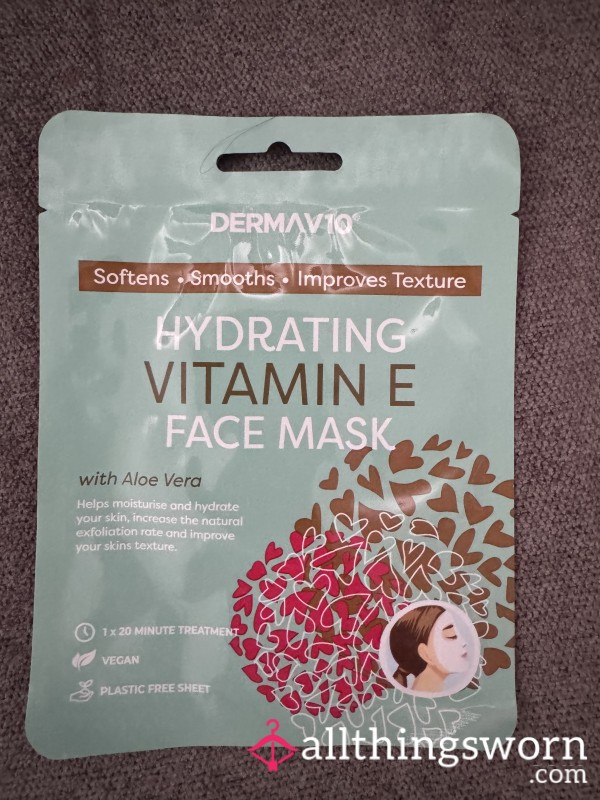 DERMAV10®
Softens • Smooths • Improves Texture
HYDRATING
VITAMIN E
FACE MASK
with Aloe Vera
Helps moisturise and hydrate
your skin, increase the natural
exfoliation rate and improve
your skins texture.
1 x 20 MINUTE TREATMENT
VEGAN
PLASTIC FREE SHEET
allthingsworn
.com